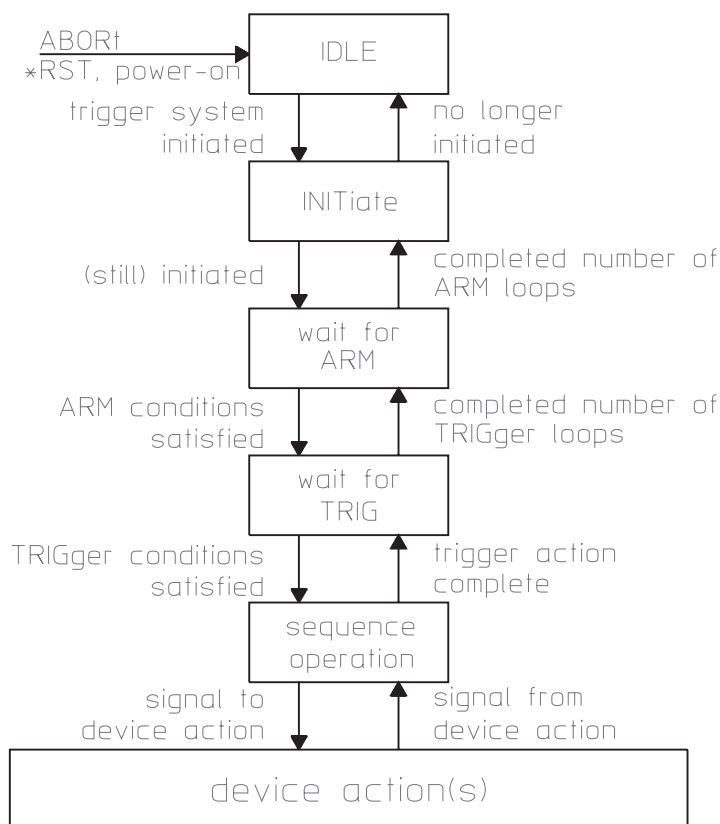 ABORt
*RST, power-on
IDLE
trigger system
initiated
no longer
initiated
INITiate
(still) initiated
completed number of
ARM loops
wait for
ARM
ARM conditions
satisfied
completed number of
TRIGger loops
wait for
TRIG
TRIGger conditions
satisfied
trigger action
complete
sequence
operation
signal to
device action
signal from
device action
device action(s)